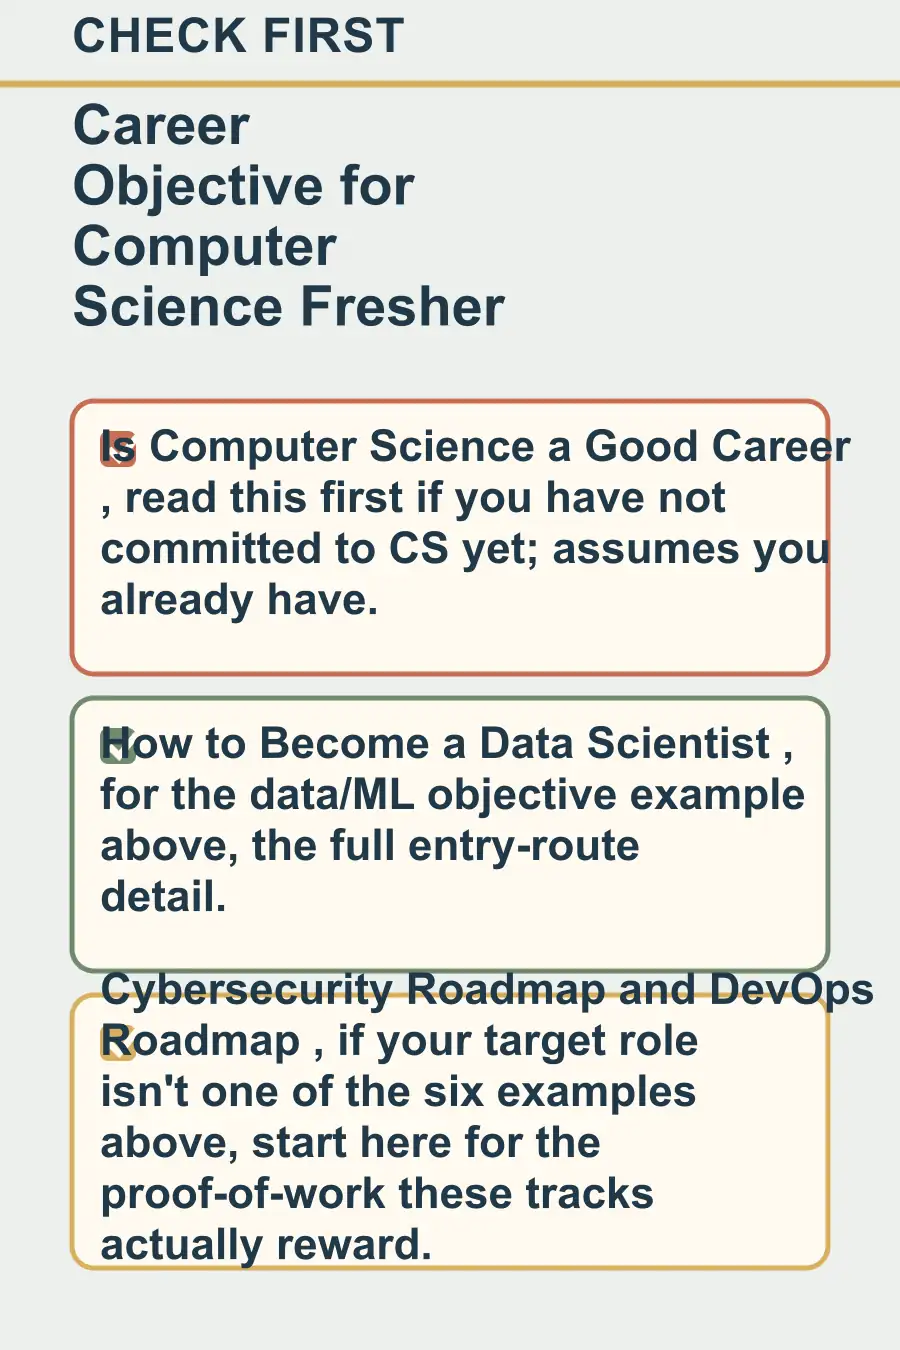 CHECK FIRST
Career
Objective for
Computer
Science Fresher
Is Computer Science a Good Career
, read this first if you have not
committed to CS yet; assumes you
already have.
How to Become a Data Scientist ,
for the data/ML objective example
above, the full entry-route
detail.
Cybersecurity Roadmap and DevOps
Roadmap , if your target role
isn't one of the six examples
above, start here for the
proof-of-work these tracks
actually reward.